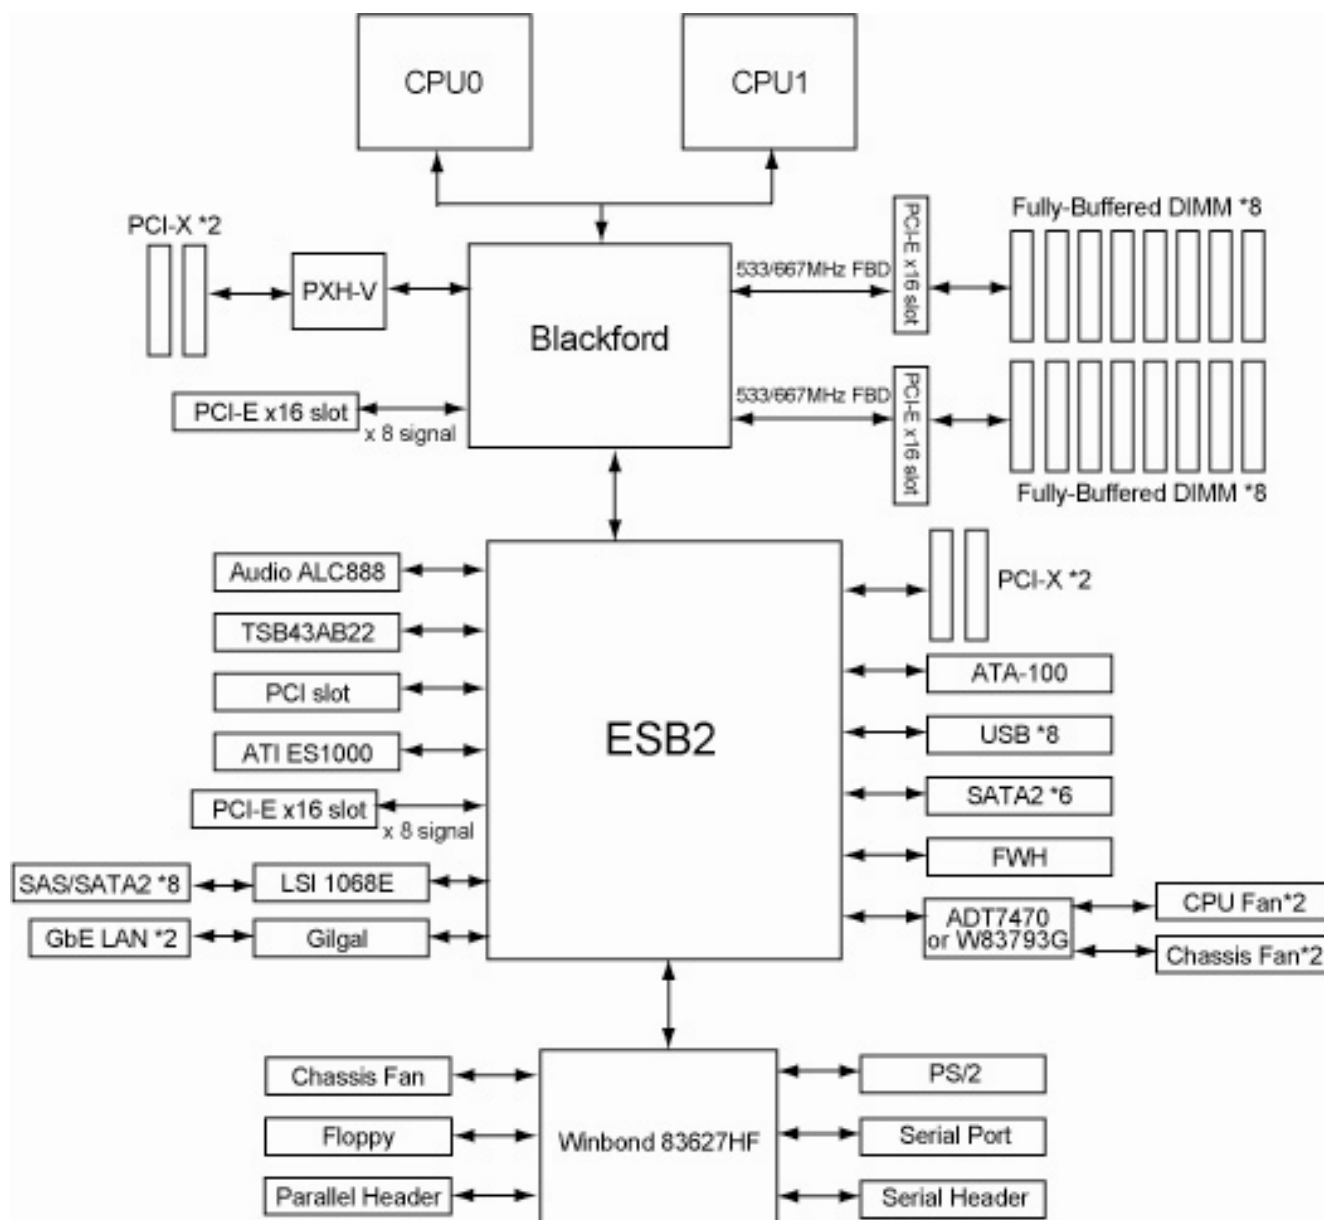 CPU0
CPU1
PCI-X *2
PXH-V
Blackford
533/667MHz FBD
PCI-E x16 slot
Fully-Buffered DIMM *8
PCI-E x16 slot
x 8 signal
533/667MHz FBD
PCI-E x16 slot
Fully-Buffered DIMM *8
Audio ALC888
TSB43AB22
PCI slot
ATI ES1000
PCI-E x16 slot
x 8 signal
SAS/SATA2 *8
LSI 1068E
GbE LAN *2
Gilgal
ESB2
PCI-X *2
ATA-100
USB *8
SATA2 *6
FWH
ADT7470
or W83793G
CPU Fan*2
Chassis Fan*2
Chassis Fan
Floppy
Parallel Header
Winbond 83627HF
PS/2
Serial Port
Serial Header